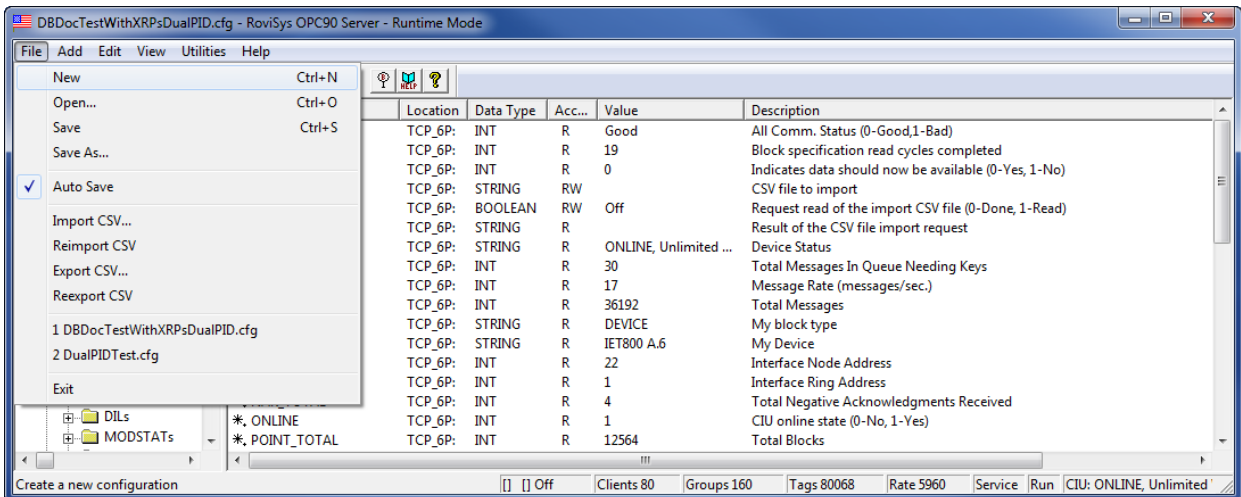 DBDocTestWithXRPsDualPID.cfg - RoviSys OPC90 Server - Runtime Mode
File Add Edit View Utilities Help
New Ctrl+N
Open... Ctrl+O
Save Ctrl+S
Save As...
Auto Save
Import CSV...
Reimport CSV
Export CSV...
Reexport CSV
1 DBDocTestWithXRPsDualPID.cfg
2 DualPIDTest.cfg
Exit
HELP
Location Data Type Acc... Value Description
TCP_6P: INT R Good All Comm. Status (0-Good,1-Bad)
TCP_6P: INT R 19 Block specification read cycles completed
TCP_6P: INT R 0 Indicates data should now be available (0-Yes, 1-No)
TCP_6P: STRING RW CSV file to import
TCP_6P: BOOLEAN RW Off Request read of the import CSV file (0-Done, 1-Read)
TCP_6P: STRING R Result of the CSV file import request
TCP_6P: STRING R ONLINE, Unlimited ... Device Status
TCP_6P: INT R 30 Total Messages In Queue Needing Keys
TCP_6P: INT R 17 Message Rate (messages/sec.)
TCP_6P: INT R 36192 Total Messages
TCP_6P: STRING R DEVICE My block type
TCP_6P: STRING R IET800 A.6 My Device
TCP_6P: INT R 22 Interface Node Address
TCP_6P: INT R 1 Interface Ring Address
TCP_6P: INT R 4 Total Negative Acknowledgments Received
DILs ONLINE TCP_6P: INT R 1 CIU online state (0-No, 1-Yes)
MODSTATs POINT_TOTAL TCP_6P: INT R 12564 Total Blocks
Create a new configuration [] [] Off Clients 80 Groups 160 Tags 80068 Rate 5960 Service Run CIU: ONLINE, Unlimited